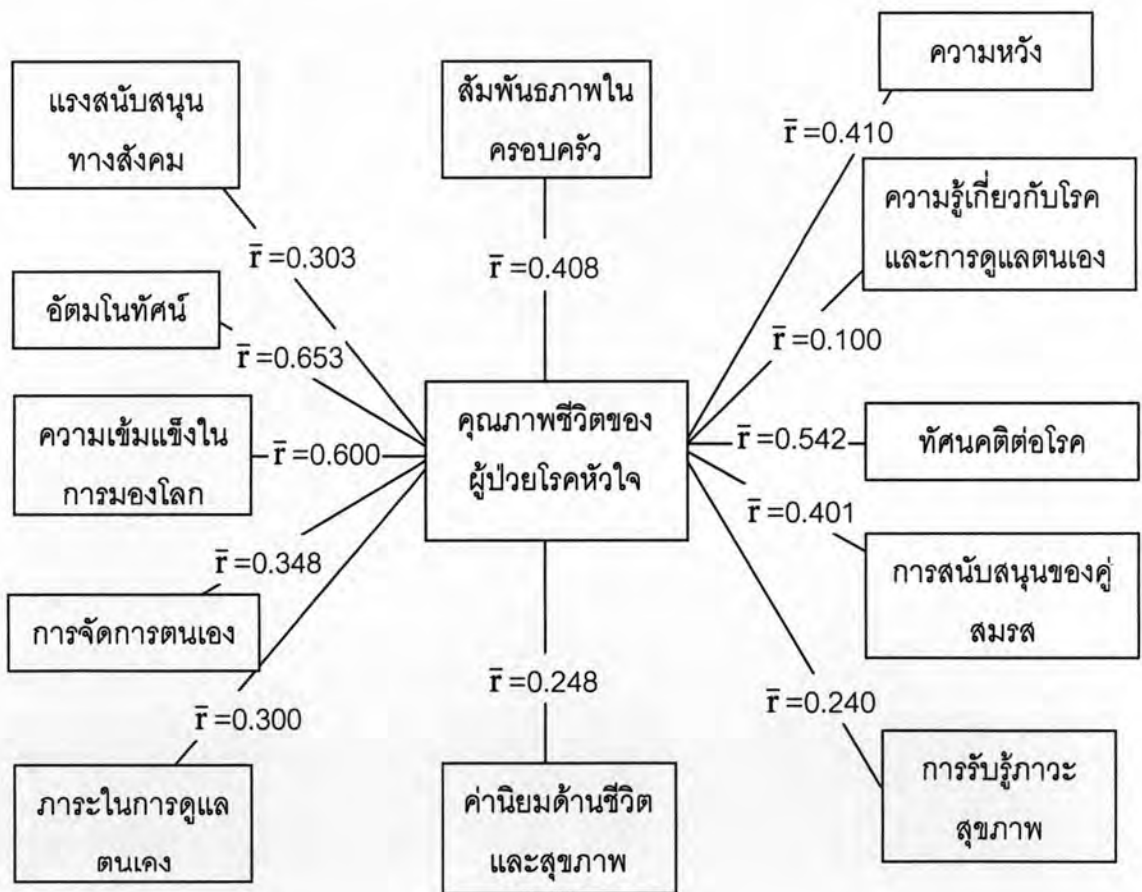 ความหวัง
แรงสนับสนุน
ทางสังคม
สัมพันธภาพใน
ครอบครัว
r̄=0.410
ความรู้เกี่ยวกับโรค
และการดูแลตนเอง
r̄=0.303
r̄=0.408
อัตมโนทัศน์
r̄=0.653
r̄=0.100
ความเข้มแข็งใน
การมองโลก
r̄=0.600
คุณภาพชีวิตของ
ผู้ป่วยโรคหัวใจ
r̄=0.542
ทัศนคติต่อโรค
r̄=0.401
r̄=0.348
การสนับสนุนของคู่
สมรส
การจัดการตนเอง
r̄=0.300
r̄=0.248
r̄=0.240
ภาระในการดูแล
ตนเคง
ค่านิยมด้านชีวิต
และสุขภาพ
การรับรู้ภาวะ
สุขภาพ